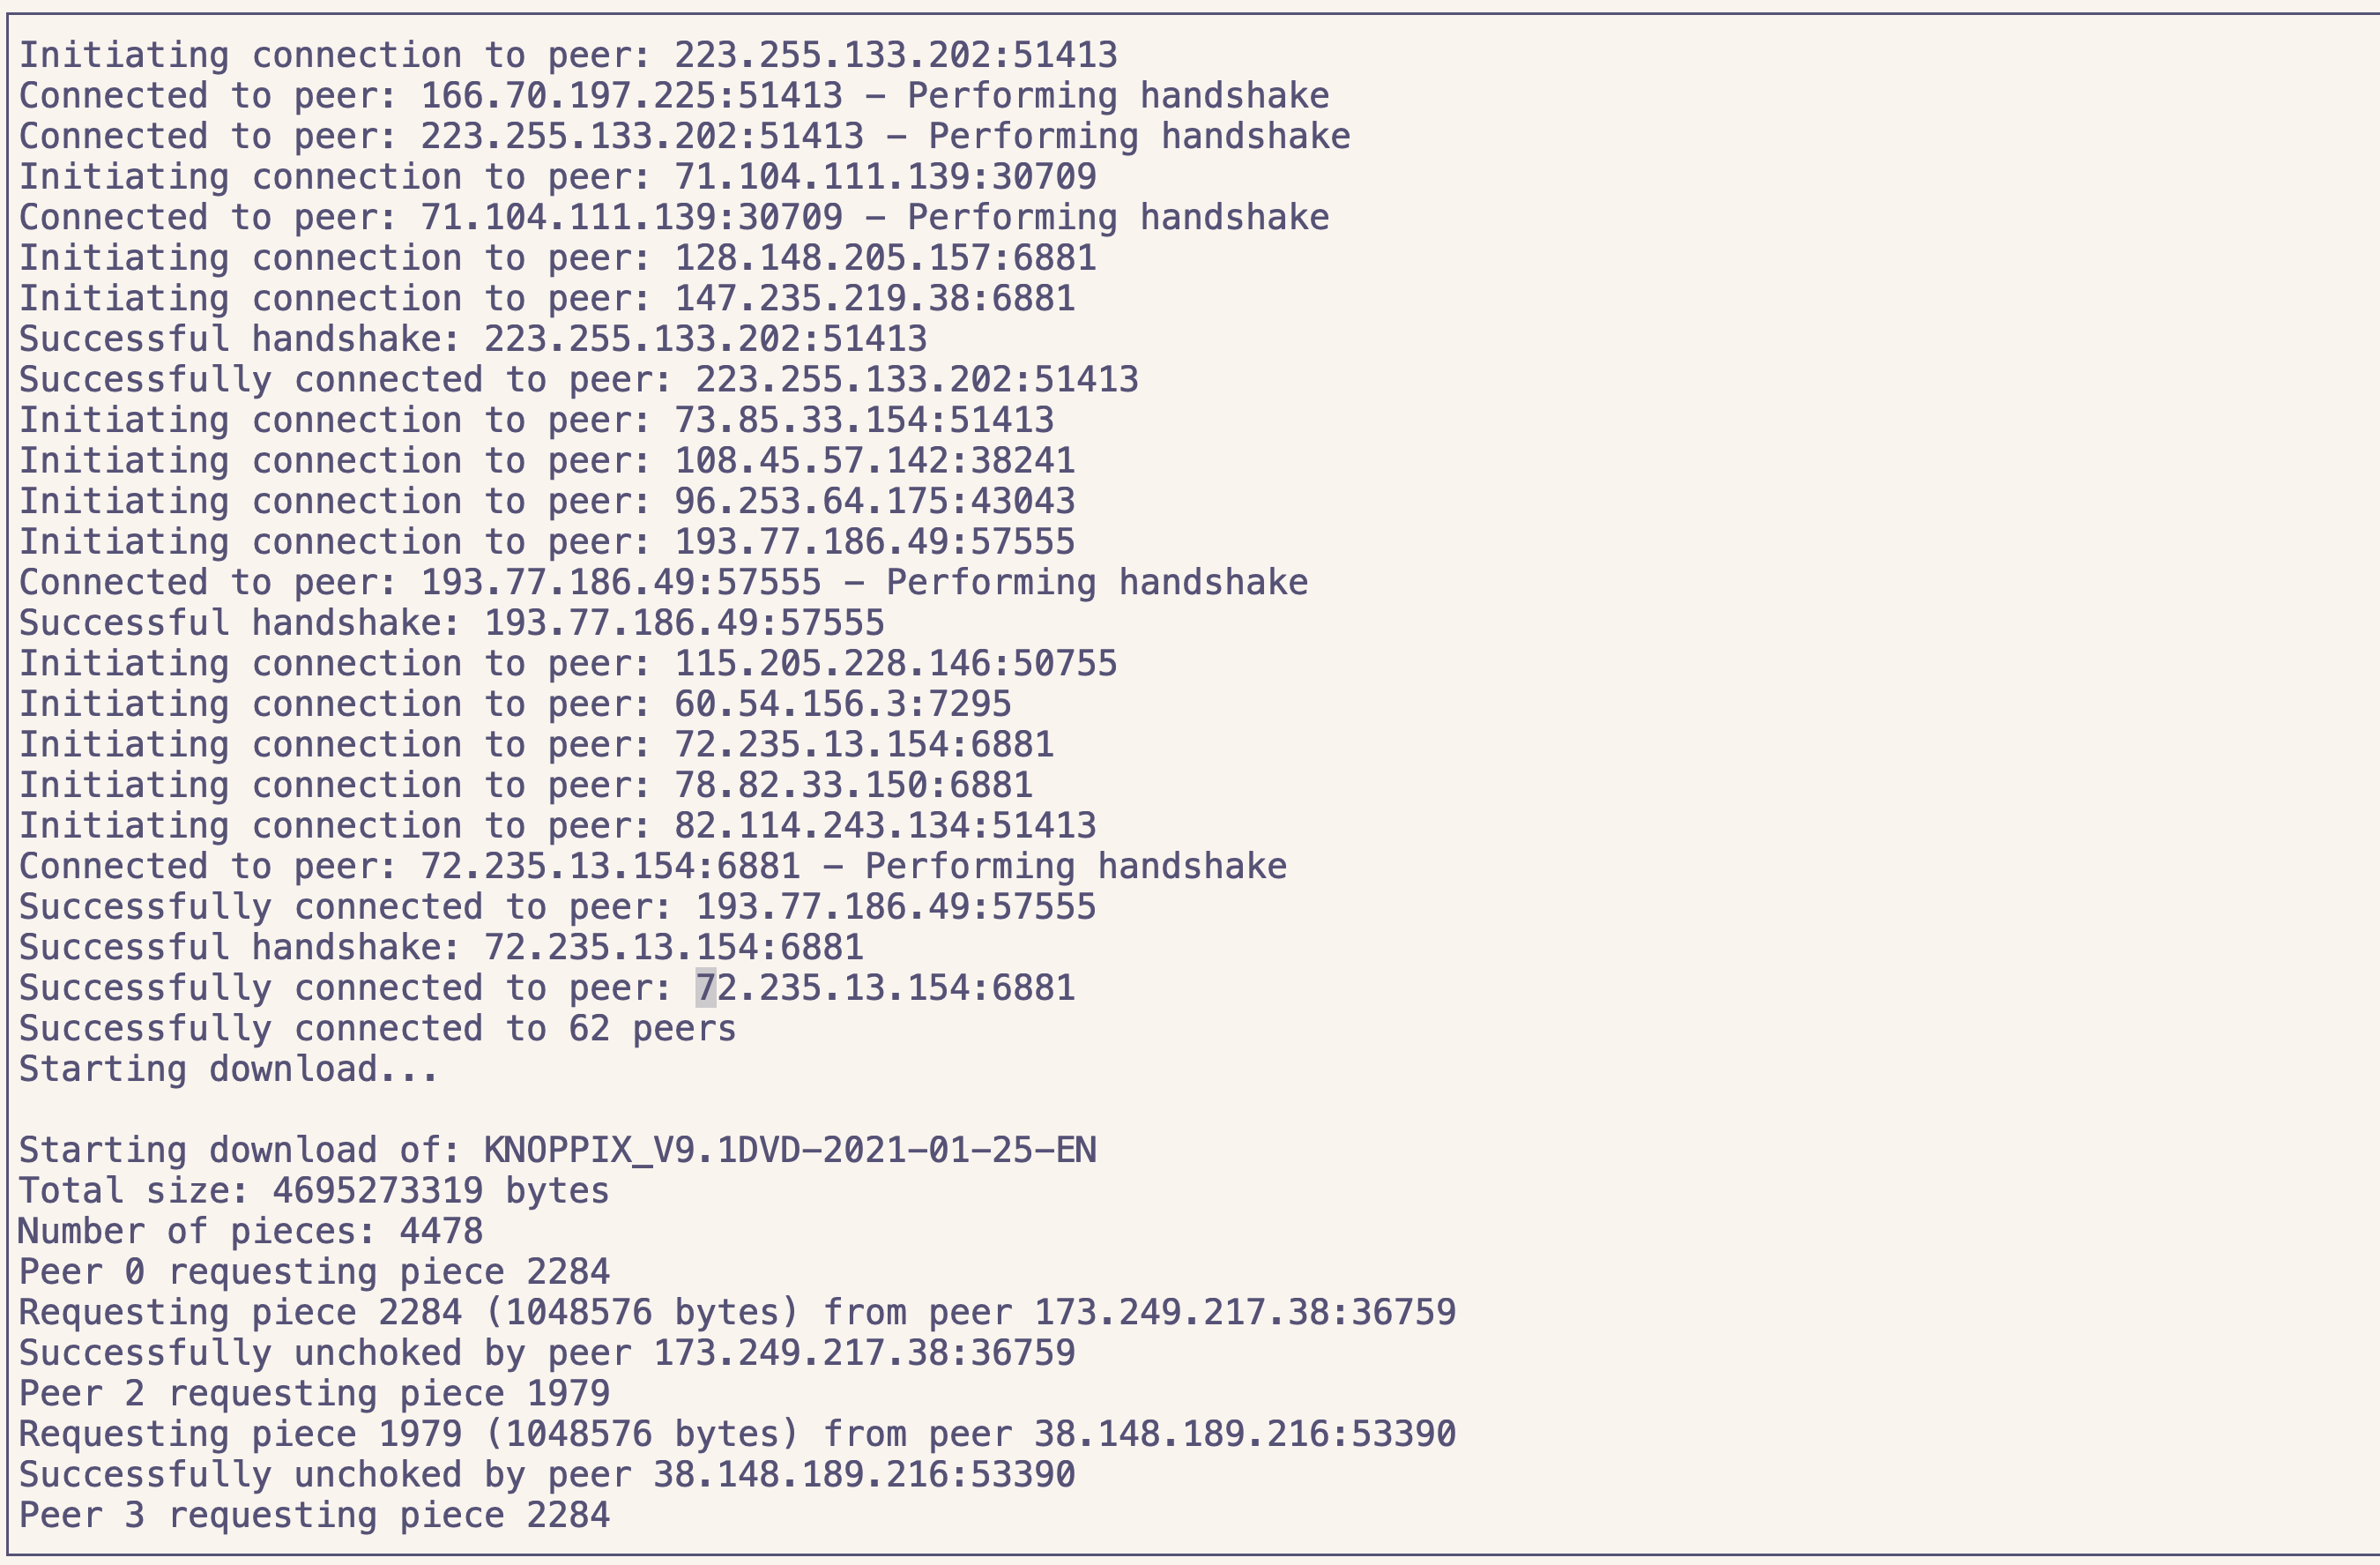 Initiating connection to peer: 223.255.133.202:51413
Connected to peer: 166.70.197.225:51413 – Performing handshake
Connected to peer: 223.255.133.202:51413 – Performing handshake
Initiating connection to peer: 71.104.111.139:30709
Connected to peer: 71.104.111.139:30709 – Performing handshake
Initiating connection to peer: 128.148.205.157:6881
Initiating connection to peer: 147.235.219.38:6881
Successful handshake: 223.255.133.202:51413
Successfully connected to peer: 223.255.133.202:51413
Initiating connection to peer: 73.85.33.154:51413
Initiating connection to peer: 108.45.57.142:38241
Initiating connection to peer: 96.253.64.175:43043
Initiating connection to peer: 193.77.186.49:57555
Connected to peer: 193.77.186.49:57555 – Performing handshake
Successful handshake: 193.77.186.49:57555
Initiating connection to peer: 115.205.228.146:50755
Initiating connection to peer: 60.54.156.3:7295
Initiating connection to peer: 72.235.13.154:6881
Initiating connection to peer: 78.82.33.150:6881
Initiating connection to peer: 82.114.243.134:51413
Connected to peer: 72.235.13.154:6881 – Performing handshake
Successfully connected to peer: 193.77.186.49:57555
Successful handshake: 72.235.13.154:6881
Successfully connected to peer: 72.235.13.154:6881
Successfully connected to 62 peers
Starting download...
Starting download of: KNOPPIX_V9.1DVD-2021-01-25-EN
Total size: 4695273319 bytes
Number of pieces: 4478
Peer 0 requesting piece 2284
Requesting piece 2284 (1048576 bytes) from peer 173.249.217.38:36759
Successfully unchoked by peer 173.249.217.38:36759
Peer 2 requesting piece 1979
Requesting piece 1979 (1048576 bytes) from peer 38.148.189.216:53390
Successfully unchoked by peer 38.148.189.216:53390
Peer 3 requesting piece 2284